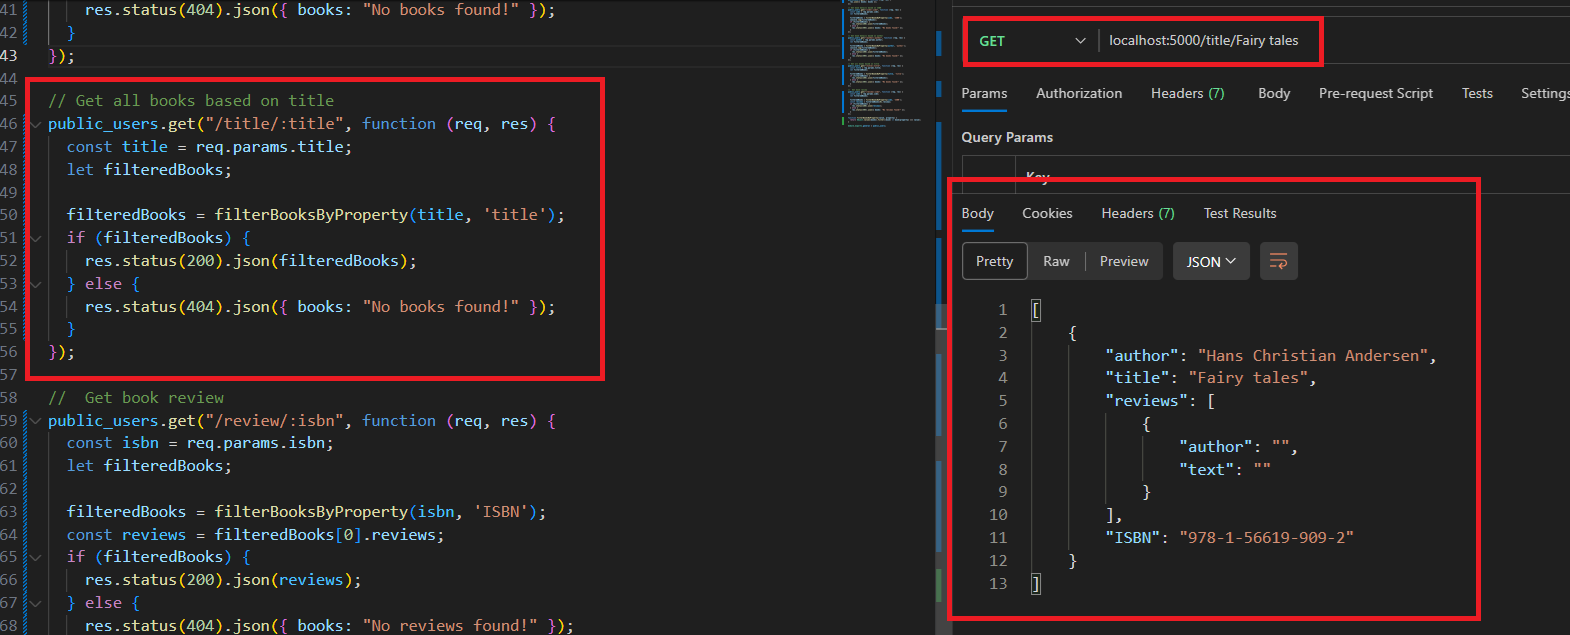 41 res.status(404).json({ books: "No books found!" });
42 }
43 });
44
45 // Get all books based on title
46 public_users.get("/title/:title", function (req, res) {
47 const title = req.params.title;
48 let filteredBooks;
49
50 filteredBooks = filterBooksByProperty(title, 'title');
51 if (filteredBooks) {
52 res.status(200).json(filteredBooks);
53 } else {
54 res.status(404).json({ books: "No books found!" });
55 }
56 });
57
58 //  Get book review
59 public_users.get("/review/:isbn", function (req, res) {
60 const isbn = req.params.isbn;
61 let filteredBooks;
62
63 filteredBooks = filterBooksByProperty(isbn, 'ISBN');
64 const reviews = filteredBooks[0].reviews;
65 if (filteredBooks) {
66 res.status(200).json(reviews);
67 } else {
68 res.status(404).json({ books: "No reviews found!" });
GET localhost:5000/title/Fairy tales
Params Authorization Headers (7) Body Pre-request Script Tests Settings
Query Params
Key
Body Cookies Headers (7) Test Results
Pretty Raw Preview JSON
1 [
2 {
3 "author": "Hans Christian Andersen",
4 "title": "Fairy tales",
5 "reviews": [
6 {
7 "author": "",
8 "text": ""
9 }
10 ],
11 "ISBN": "978-1-56619-909-2"
12 }
13 ]